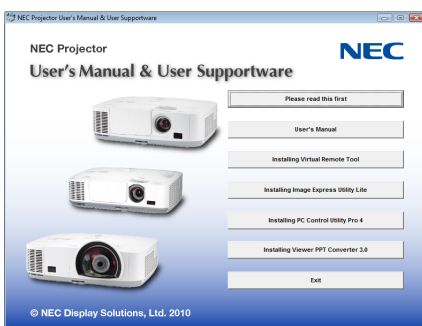 NEC Projector User's Manual & User Supportware
NEC Projector
NEC
User's Manual & User Supportware
Please read this first
User's Manual
Installing Virtual Remote Tool
Installing Image Express Utility Lite
Installing PC Control Utility Pro 4
Installing Viewer PPT Converter 3.0
Exit
© NEC Display Solutions, Ltd. 2010